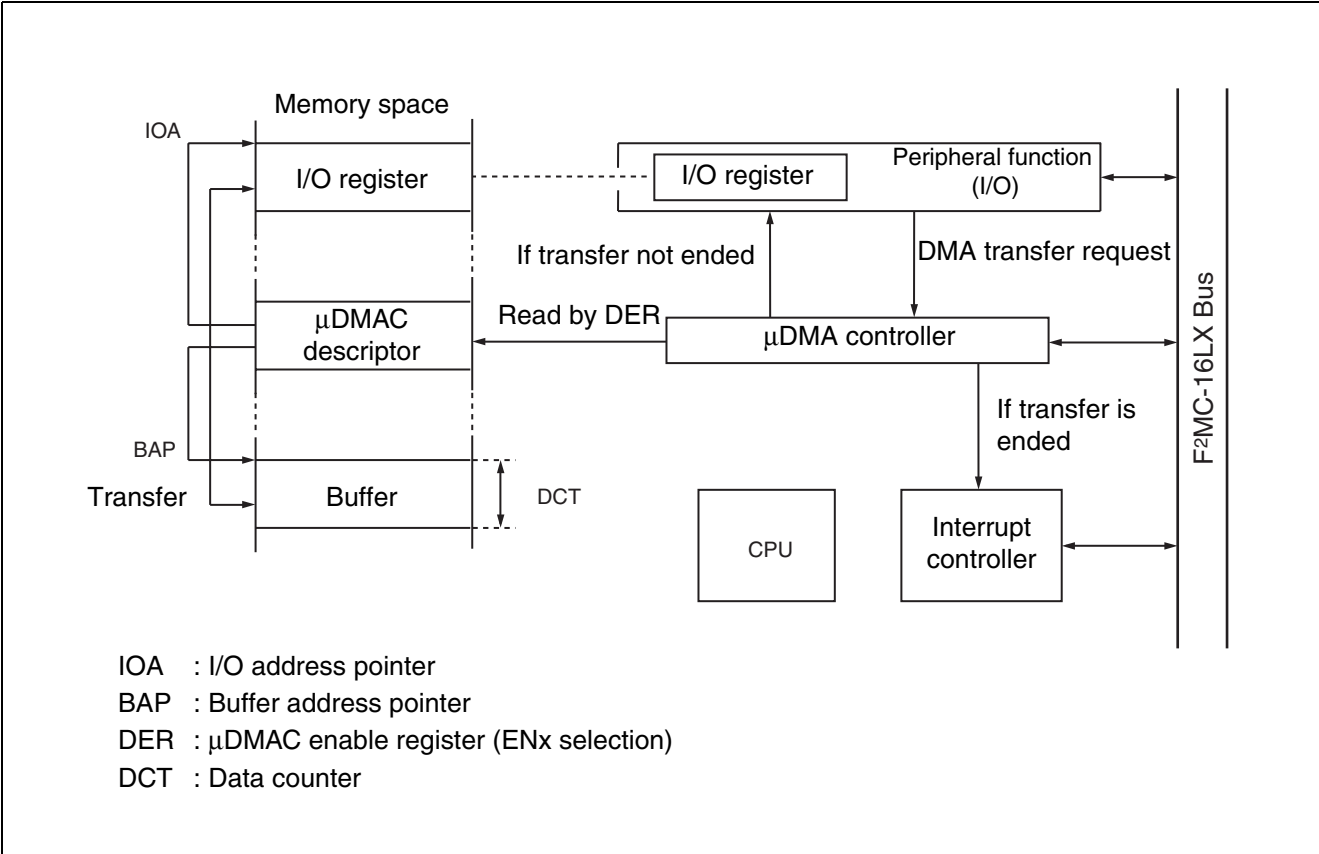 Memory space
IOA
I/O register
I/O register
Peripheral function
(I/O)
If transfer not ended
DMA transfer request
Read by DER
μDMAC
descriptor
μDMA controller
If transfer is
ended
F²MC-16LX Bus
BAP
Transfer
Buffer
DCT
CPU
Interrupt
controller
IOA : I/O address pointer
BAP : Buffer address pointer
DER : μDMAC enable register (ENx selection)
DCT : Data counter